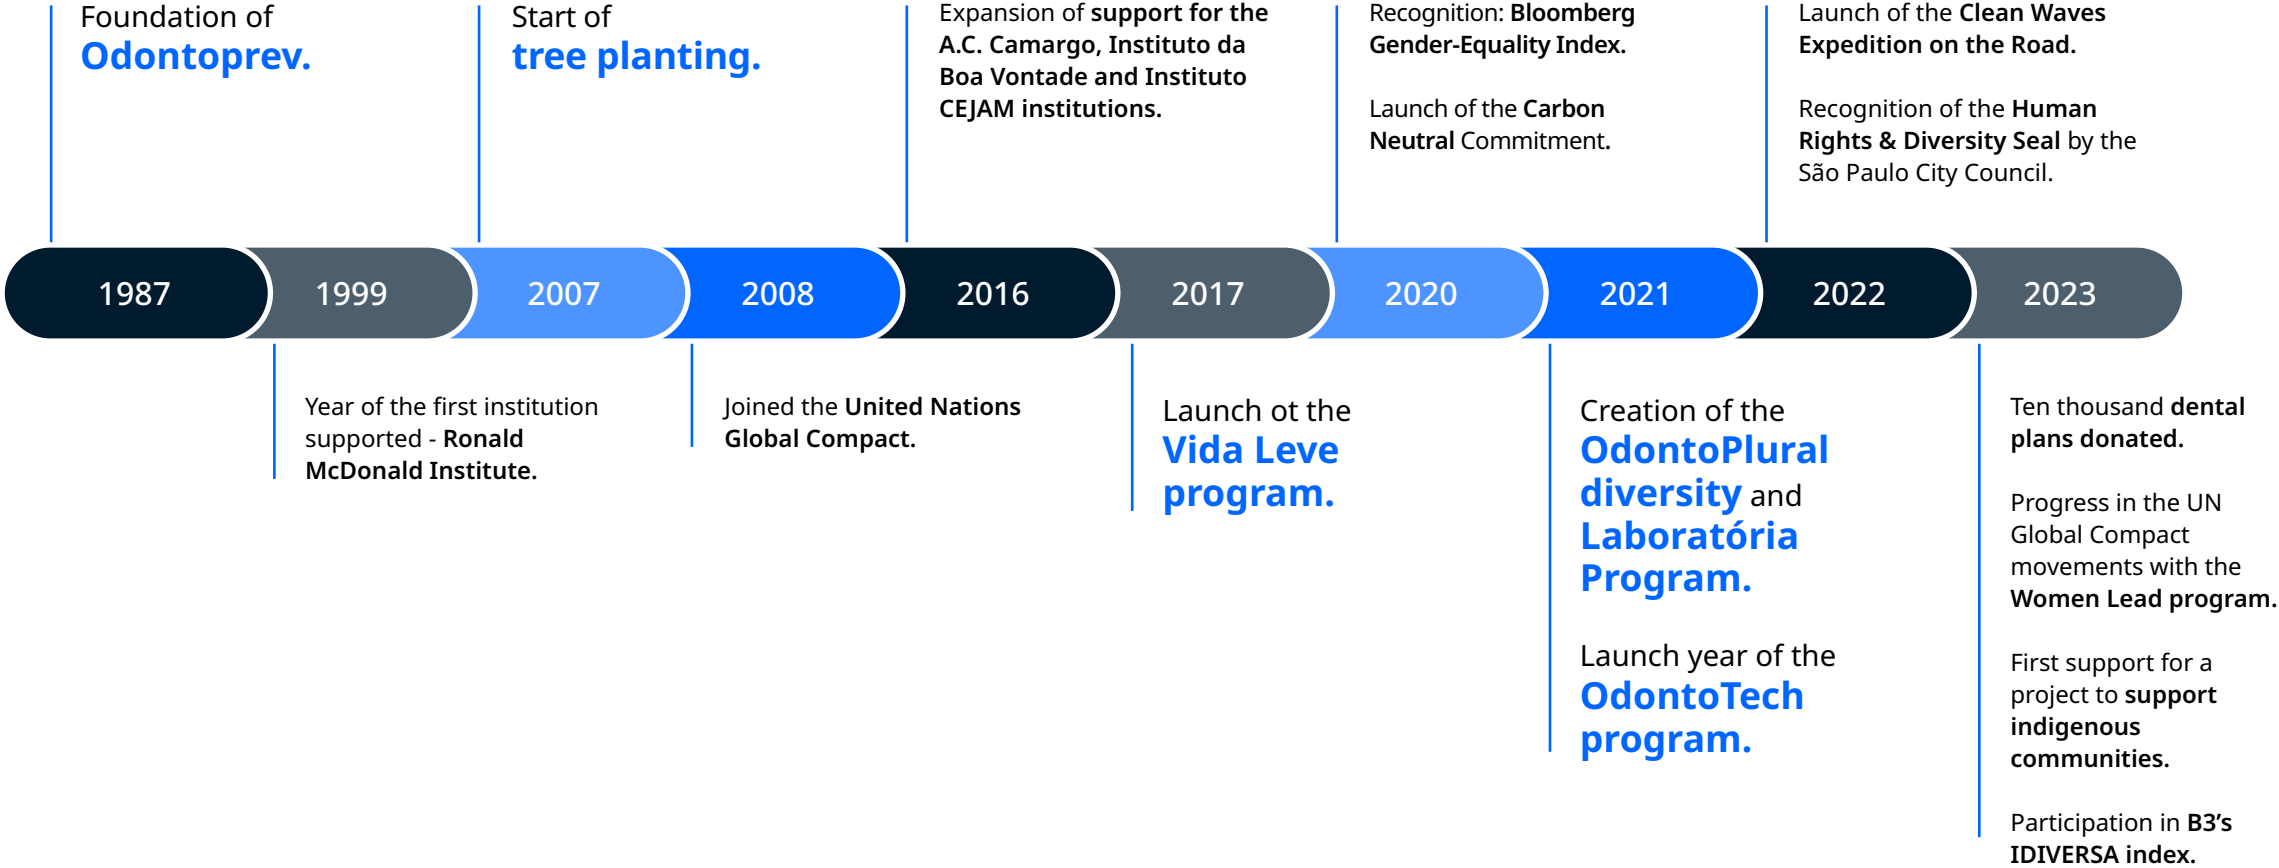 Foundation of
Odontoprev.
Start of
tree planting.
Expansion of support for the
A.C. Camargo, Instituto da
Boa Vontade and Instituto
CEJAM institutions.
Recognition: Bloomberg
Gender-Equality Index.
Launch of the Carbon
Neutral Commitment.
Launch of the Clean Waves
Expedition on the Road.
Recognition of the Human
Rights & Diversity Seal by the
São Paulo City Council.
1987
1999
2007
2008
2016
2017
2020
2021
2022
2023
Year of the first institution
supported - Ronald
McDonald Institute.
Joined the United Nations
Global Compact.
Launch ot the
Vida Leve
program.
Creation of the
OdontoPlural
diversity and
Laboratória
Program.
Launch year of the
OdontoTech
program.
Ten thousand dental
plans donated.
Progress in the UN
Global Compact
movements with the
Women Lead program.
First support for a
project to support
indigenous
communities.
Participation in B3’s
IDIVERSA index.